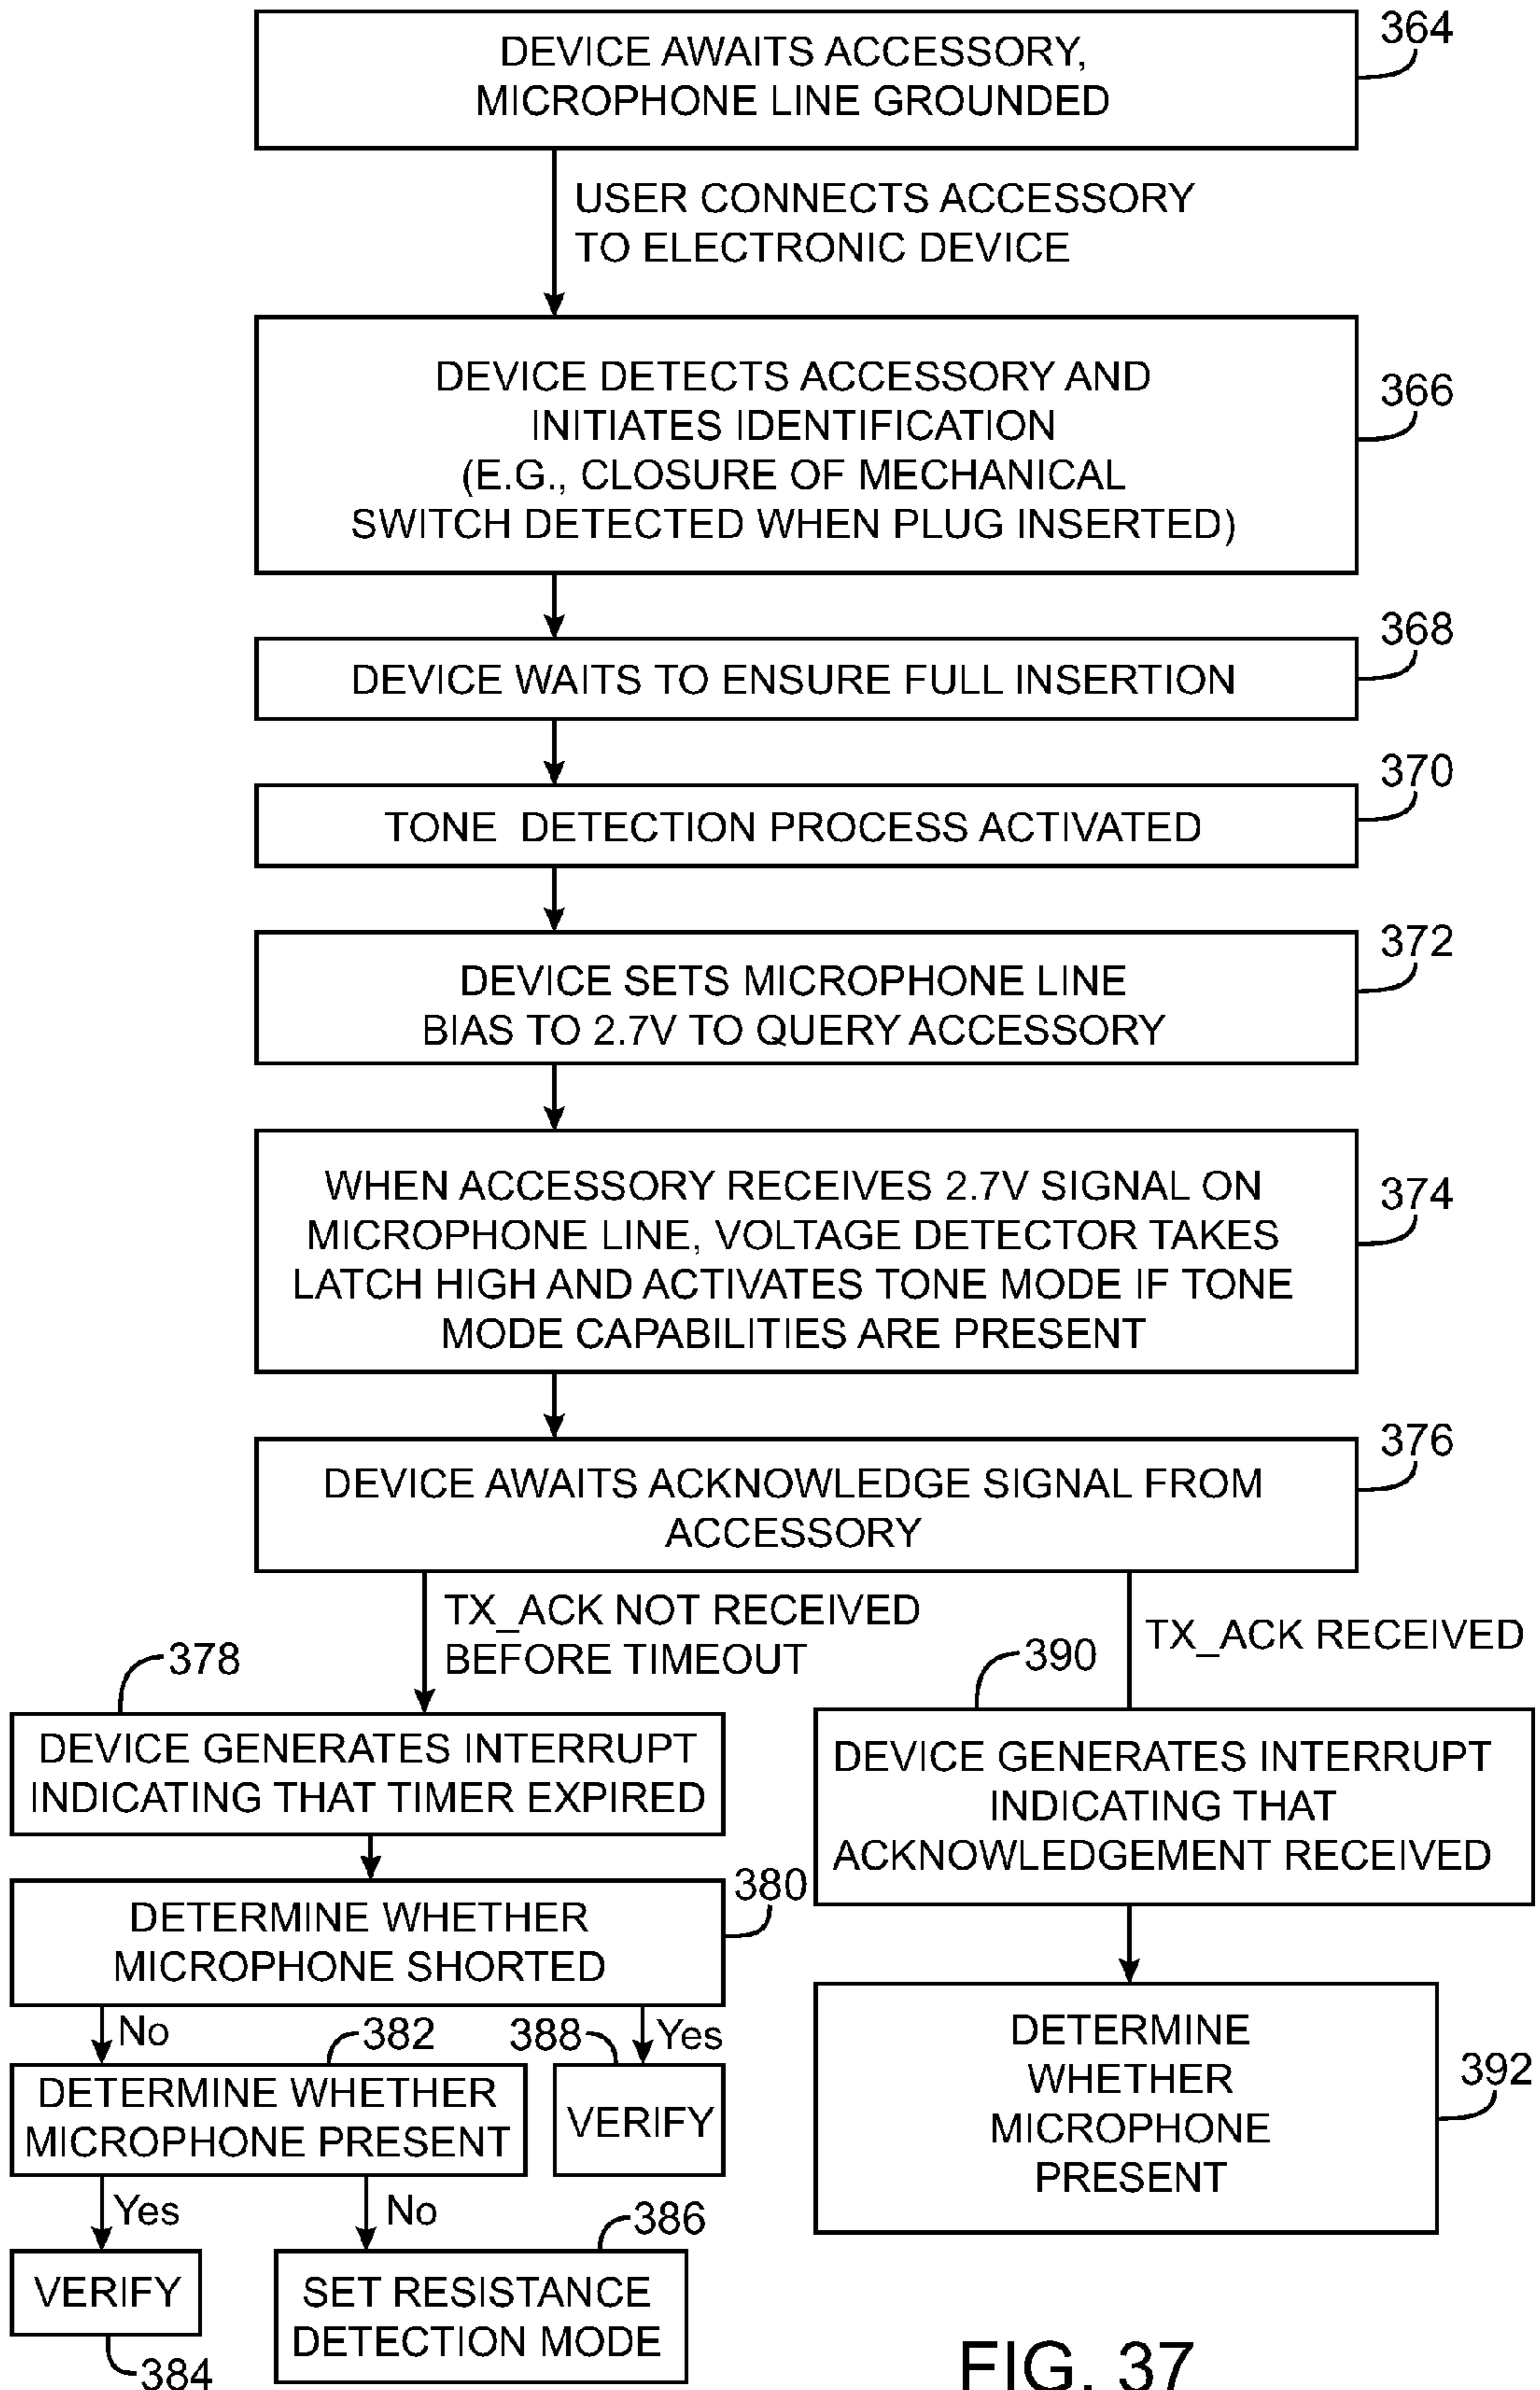 364
DEVICE AWAITS ACCESSORY,
MICROPHONE LINE GROUNDED
USER CONNECTS ACCESSORY
TO ELECTRONIC DEVICE
366
DEVICE DETECTS ACCESSORY AND
INITIATES IDENTIFICATION
(E.G., CLOSURE OF MECHANICAL
SWITCH DETECTED WHEN PLUG INSERTED)
368
DEVICE WAITS TO ENSURE FULL INSERTION
370
TONE DETECTION PROCESS ACTIVATED
372
DEVICE SETS MICROPHONE LINE
BIAS TO 2.7V TO QUERY ACCESSORY
374
WHEN ACCESSORY RECEIVES 2.7V SIGNAL ON
MICROPHONE LINE, VOLTAGE DETECTOR TAKES
LATCH HIGH AND ACTIVATES TONE MODE IF TONE
MODE CAPABILITIES ARE PRESENT
376
DEVICE AWAITS ACKNOWLEDGE SIGNAL FROM
ACCESSORY
TX_ACK NOT RECEIVED
BEFORE TIMEOUT
378
DEVICE GENERATES INTERRUPT
INDICATING THAT TIMER EXPIRED
380
DETERMINE WHETHER
MICROPHONE SHORTED
No
382
388
Yes
DETERMINE WHETHER
MICROPHONE PRESENT
VERIFY
Yes
No
386
VERIFY
384
SET RESISTANCE
DETECTION MODE
TX_ACK RECEIVED
390
DEVICE GENERATES INTERRUPT
INDICATING THAT
ACKNOWLEDGEMENT RECEIVED
DETERMINE
WHETHER
MICROPHONE
PRESENT
392
FIG. 37